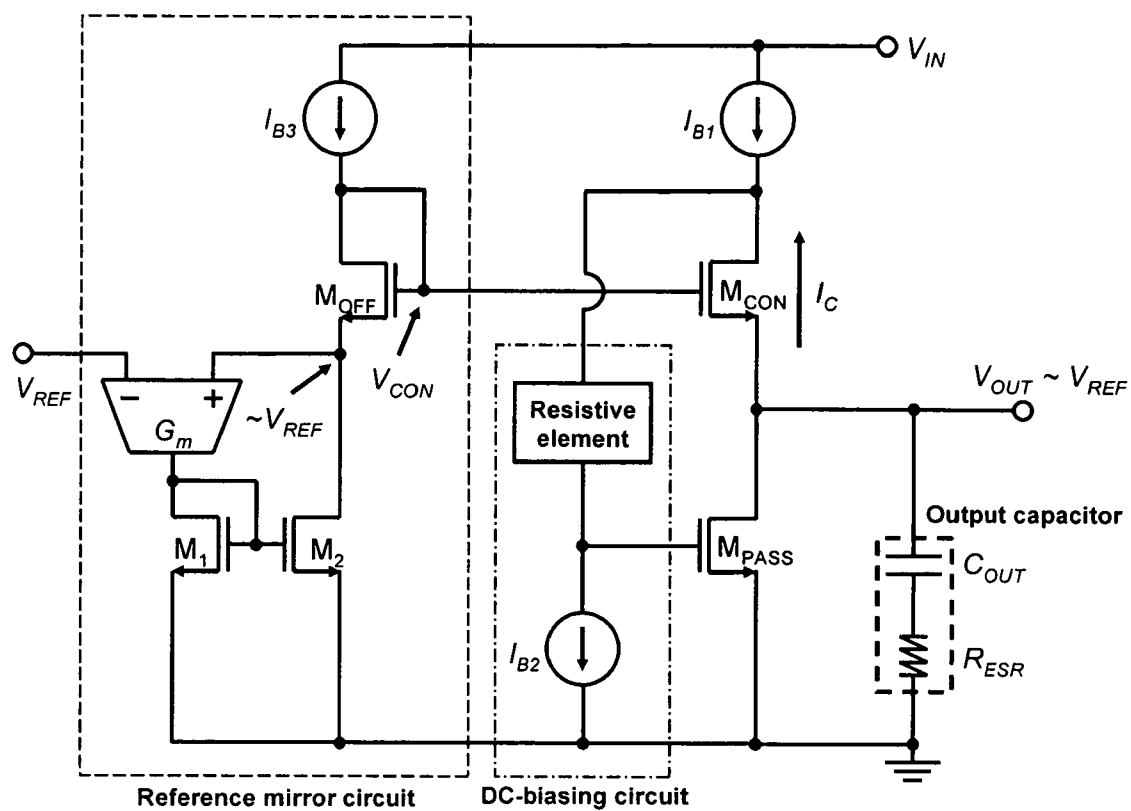 V_IN
I_B3
I_B1
M_OFF
M_CON
I_C
V_CON
V_REF
~V_REF
V_OUT ~ V_REF
−
+
G_m
Resistive
element
Output capacitor
M_1
M_2
M_PASS
C_OUT
I_B2
R_ESR
Reference mirror circuit
DC-biasing circuit